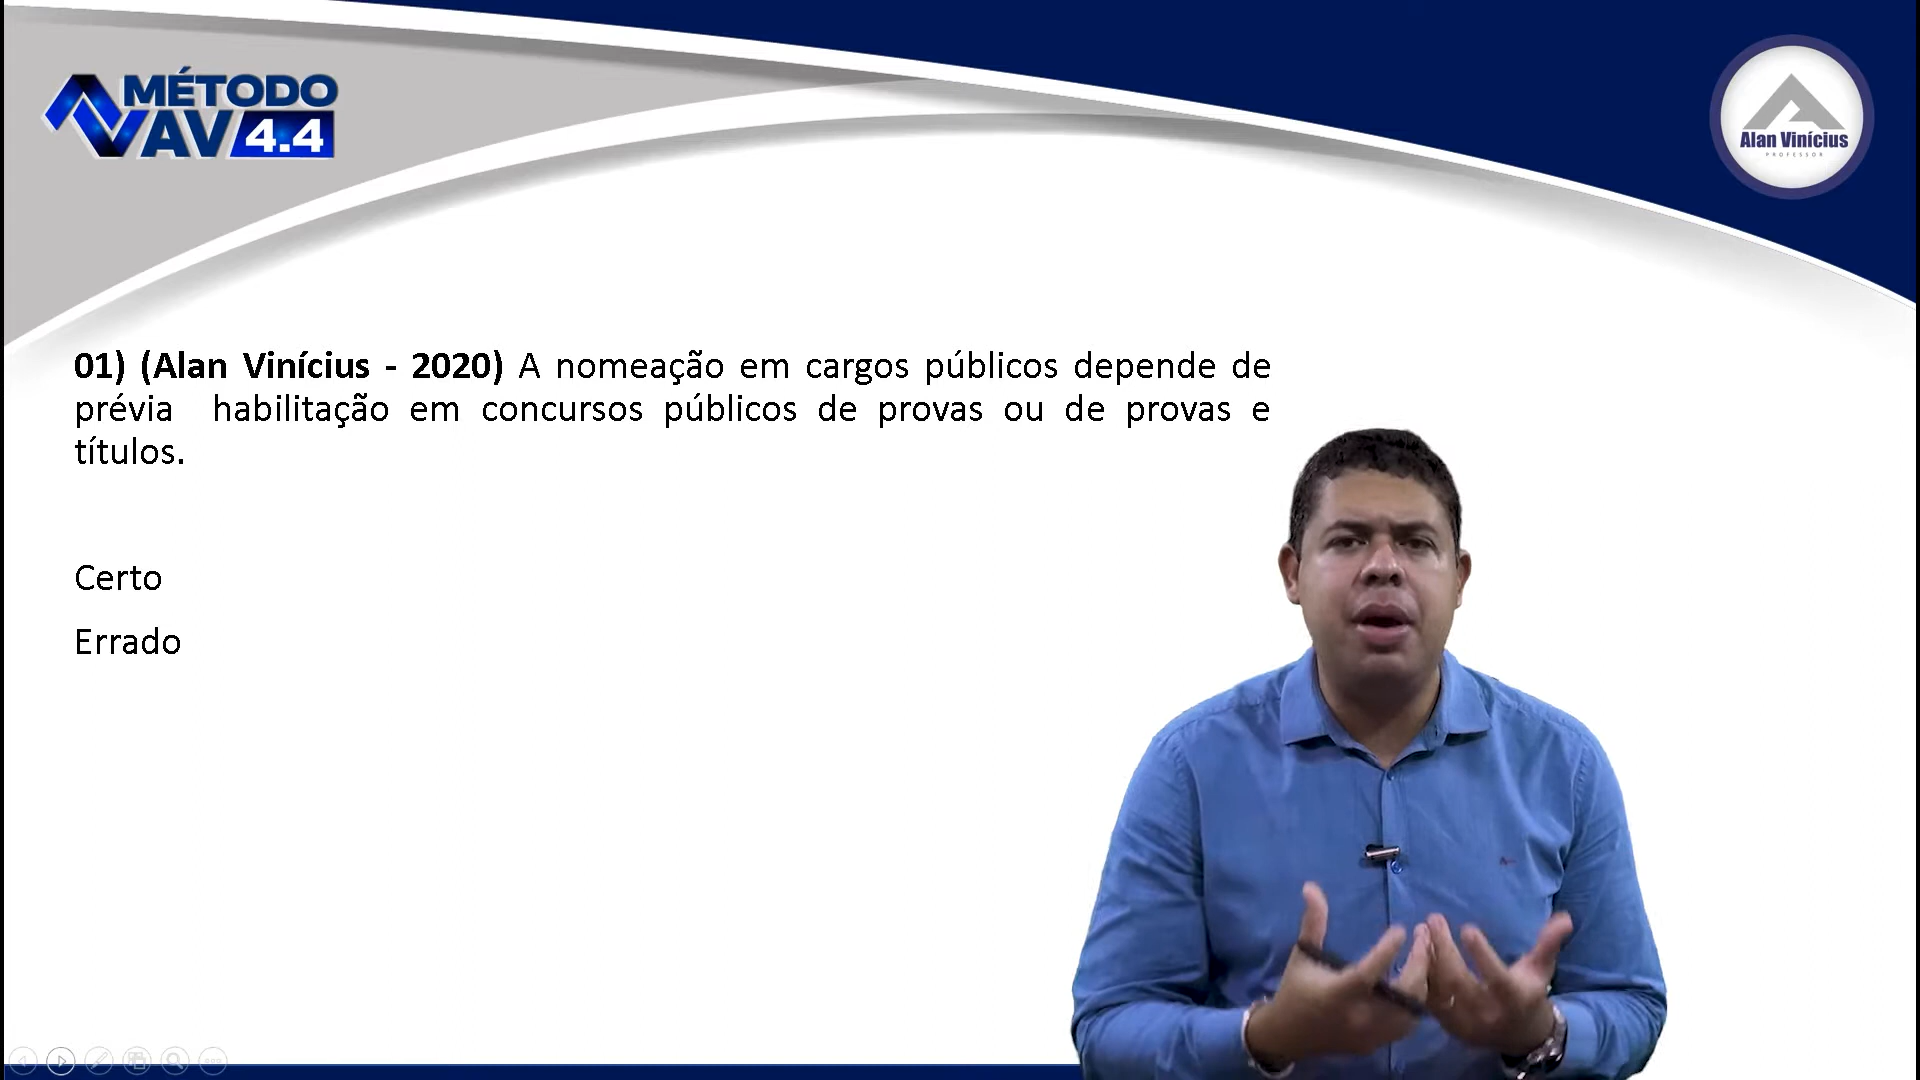 MÉTODO
AV 4.4
Alan Vinícius
PROFESSOR
01) (Alan Vinícius - 2020) A nomeação em cargos públicos depende de
prévia habilitação em concursos públicos de provas ou de provas e
títulos.
Certo
Errado